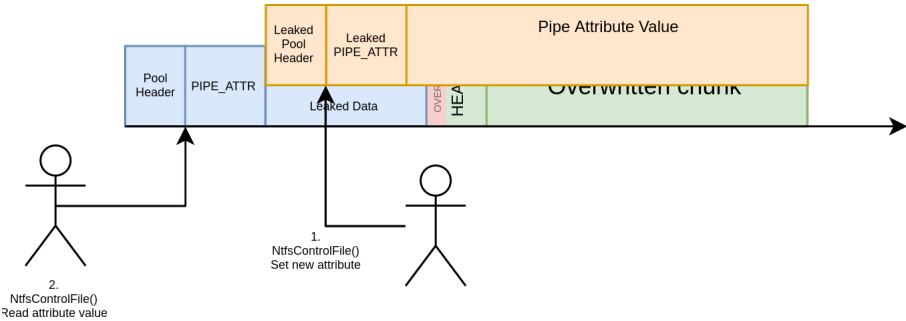 Leaked
Pool
Header
Leaked
PIPE_ATTR
Pipe Attribute Value
Pool
Header
PIPE_ATTR
Leaked Data
OVER
HEA
Overwritten chunk
1.
NtfsControlFile()
Set new attribute
2.
NtfsControlFile()
Read attribute value